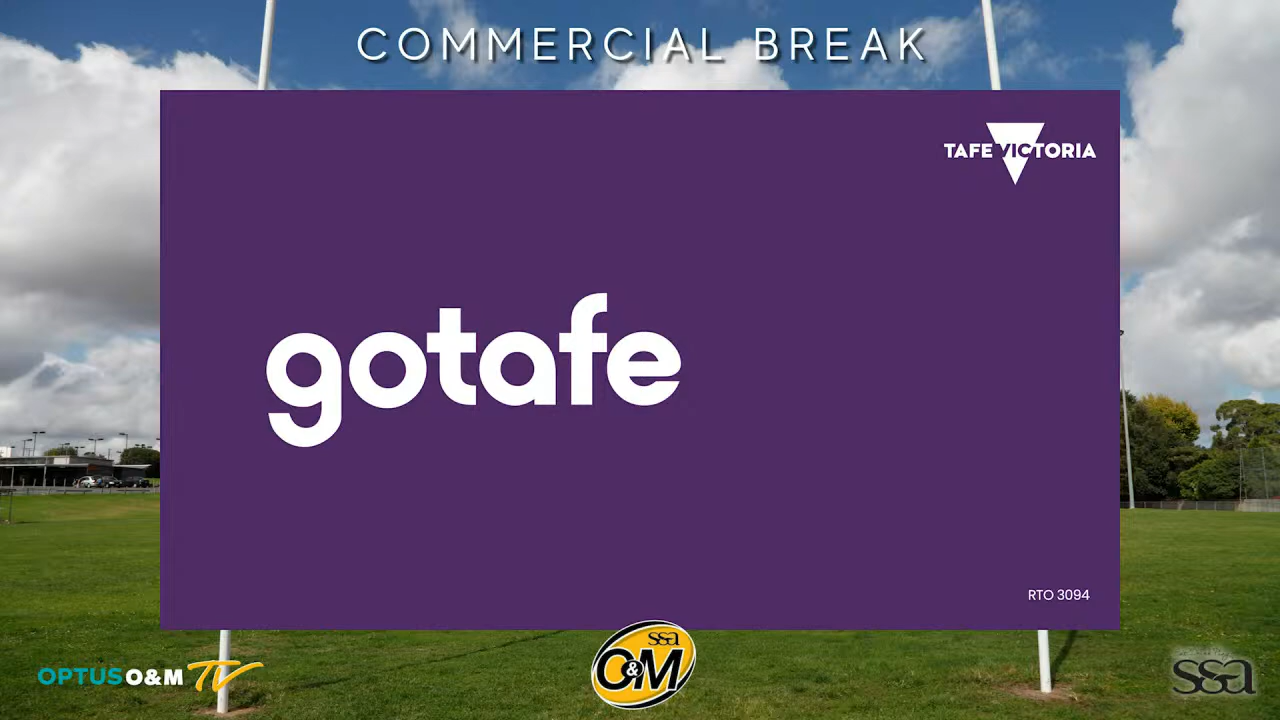 COMMERCIAL BREAK
TAFE VICTORIA
gotafe
RTO 3094
ssa
O&M
OPTUS O&M TV
ssa